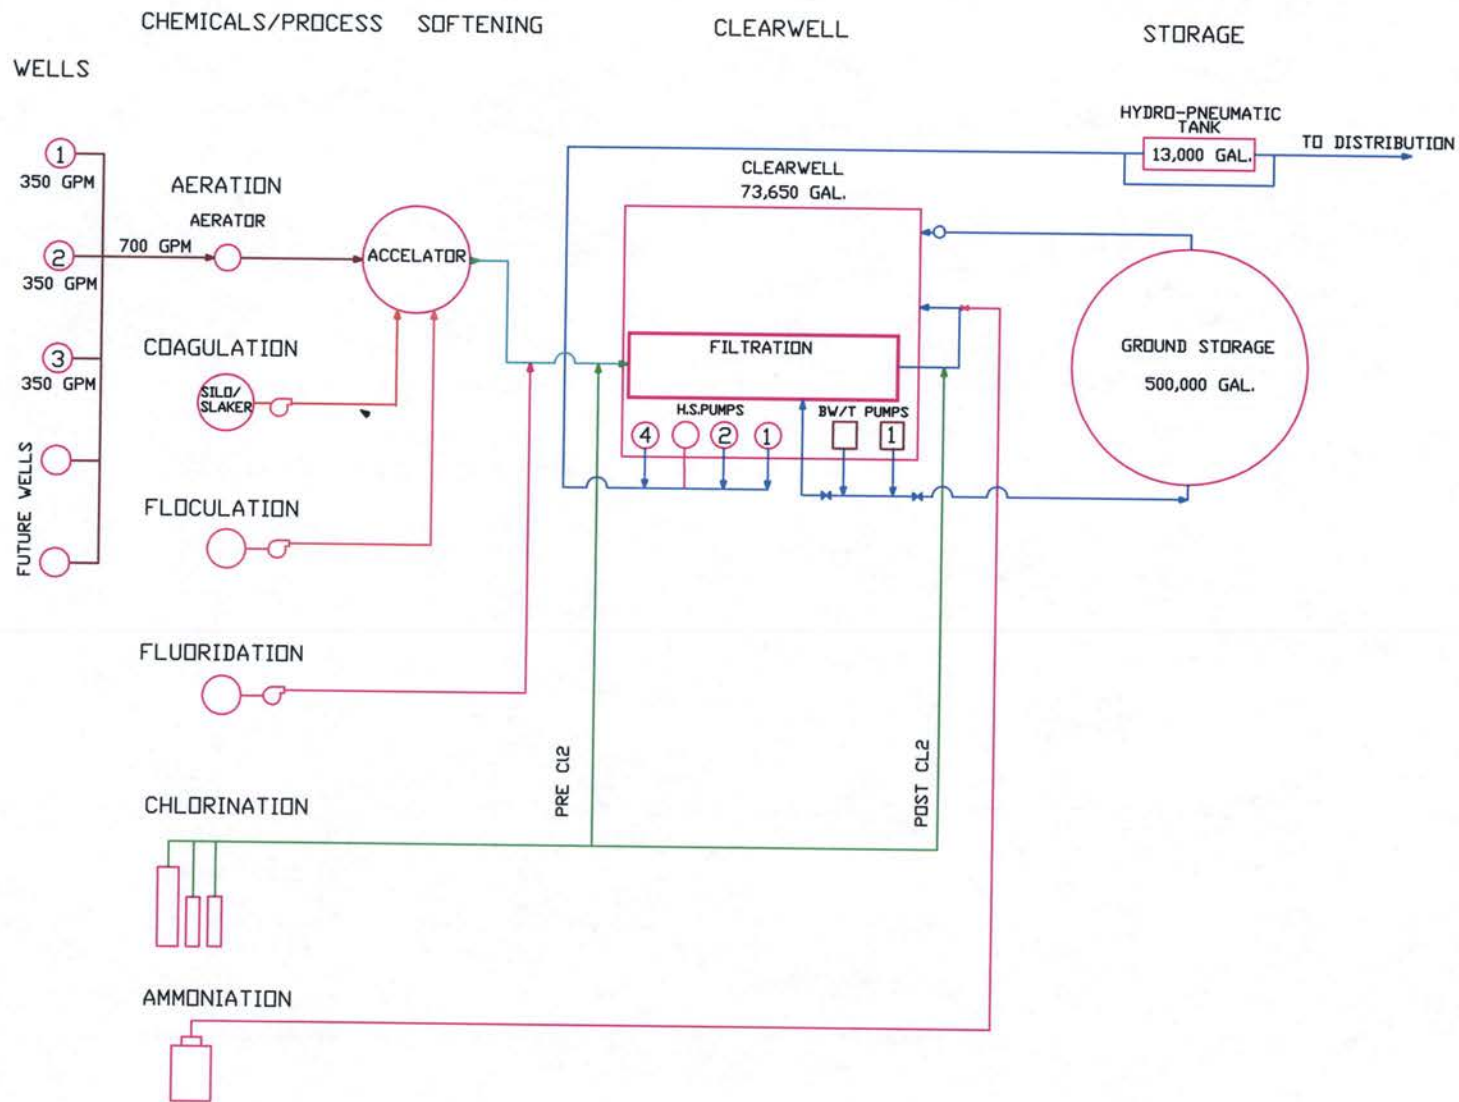 CHEMICALS/PROCESS SOFTENING
CLEARWELL
STORAGE
WELLS
HYDRO-PNEUMATIC
TANK
13,000 GAL.
TO DISTRIBUTION
1
350 GPM
AERATION
AERATOR
700 GPM
2
350 GPM
ACCELATOR
CLEARWELL
73,650 GAL.
3
350 GPM
COAGULATION
SILO/
SLAKER
FILTRATION
GROUND STORAGE
500,000 GAL.
H.S.PUMPS
BW/T PUMPS
4
2
1
1
FUTURE WELLS
FLOCULATION
FLUORIDATION
PRE Cl2
POST CL2
CHLORINATION
AMMONIATION